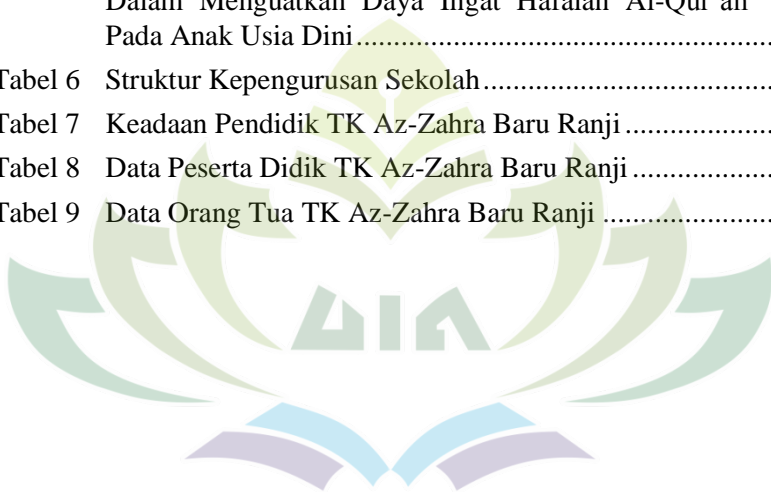 Dalam Menguatkan Daya Ingat Hafalan Al-Qur'an
Pada Anak Usia Dini.......................................................
Tabel 6 Struktur Kepengurusan Sekolah......................................
Tabel 7 Keadaan Pendidik TK Az-Zahra Baru Ranji ...................
Tabel 8 Data Peserta Didik TK Az-Zahra Baru Ranji ..................
Tabel 9 Data Orang Tua TK Az-Zahra Baru Ranji ......................
UIN